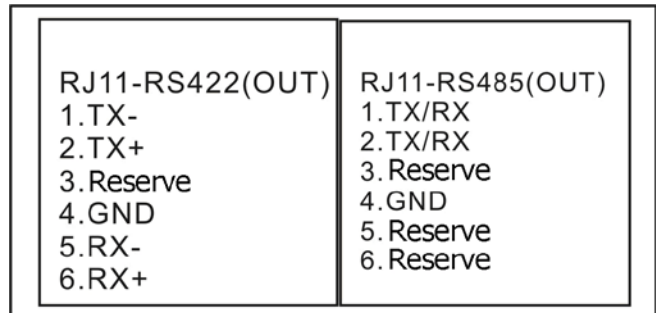 RJ11-RS422(OUT)
1.TX-
2.TX+
3.Reserve
4.GND
5.RX-
6.RX+
RJ11-RS485(OUT)
1.TX/RX
2.TX/RX
3.Reserve
4.GND
5.Reserve
6.Reserve